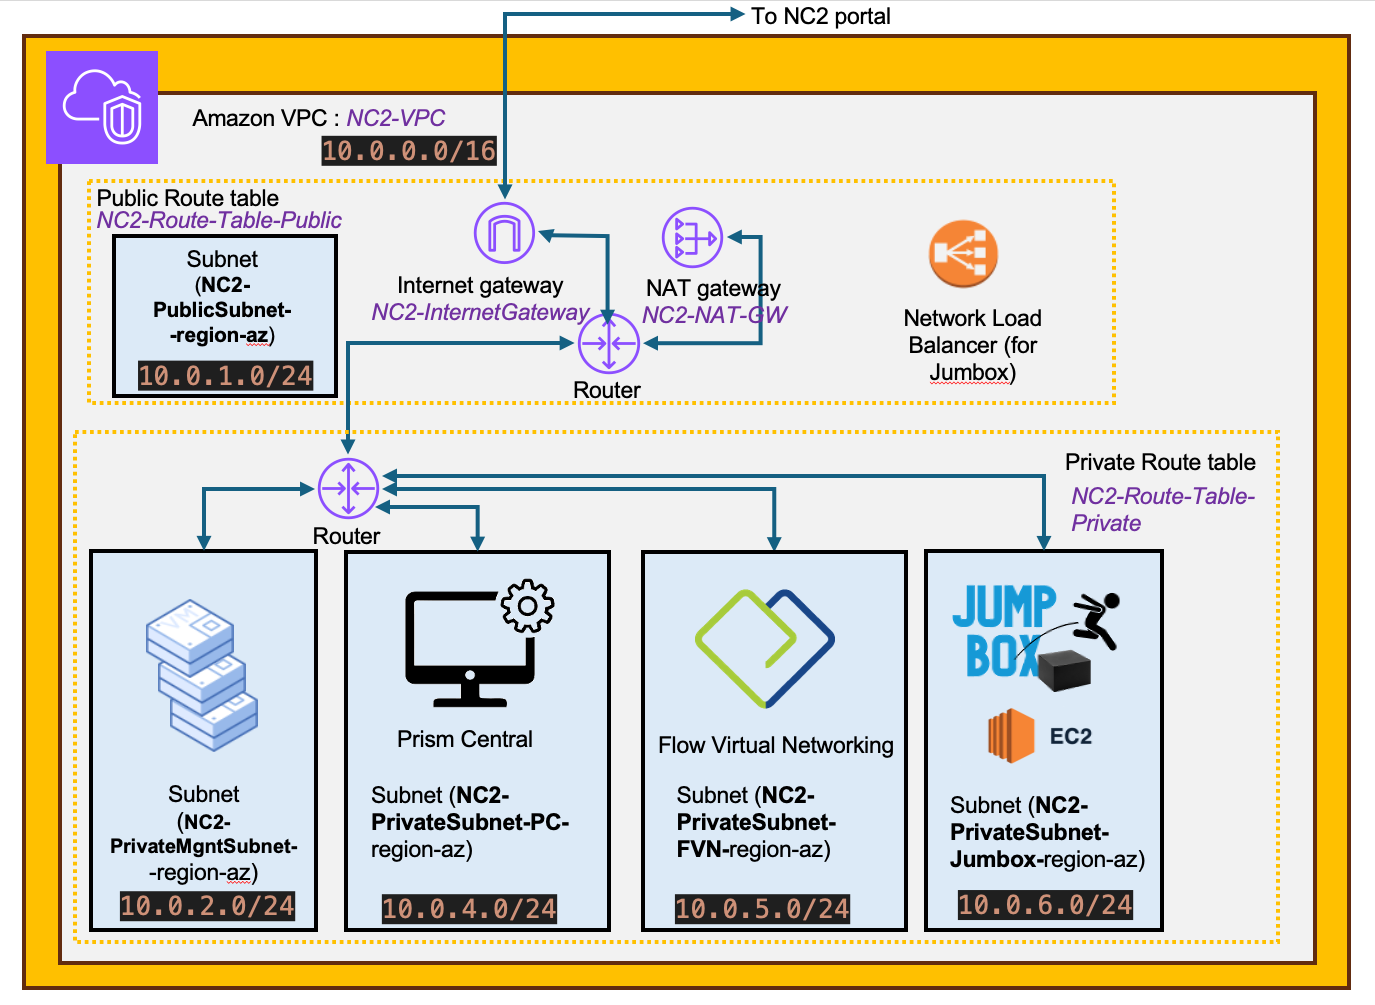 To NC2 portal
Amazon VPC : NC2-VPC
10.0.0.0/16
Public Route table
NC2-Route-Table-Public
Subnet
(NC2-
PublicSubnet-
-region-az)
10.0.1.0/24
Internet gateway
NC2-InternetGateway
NAT gateway
NC2-NAT-GW
Router
Network Load
Balancer (for
Jumbox)
Private Route table
NC2-Route-Table-
Private
Router
VM
Subnet
(NC2-
PrivateMgntSubnet-
-region-az)
10.0.2.0/24
Prism Central
Subnet (NC2-
PrivateSubnet-PC-
region-az)
10.0.4.0/24
Flow Virtual Networking
Subnet (NC2-
PrivateSubnet-
FVN-region-az)
10.0.5.0/24
JUMP
BOX
EC2
Subnet (NC2-
PrivateSubnet-
Jumbox-region-az)
10.0.6.0/24